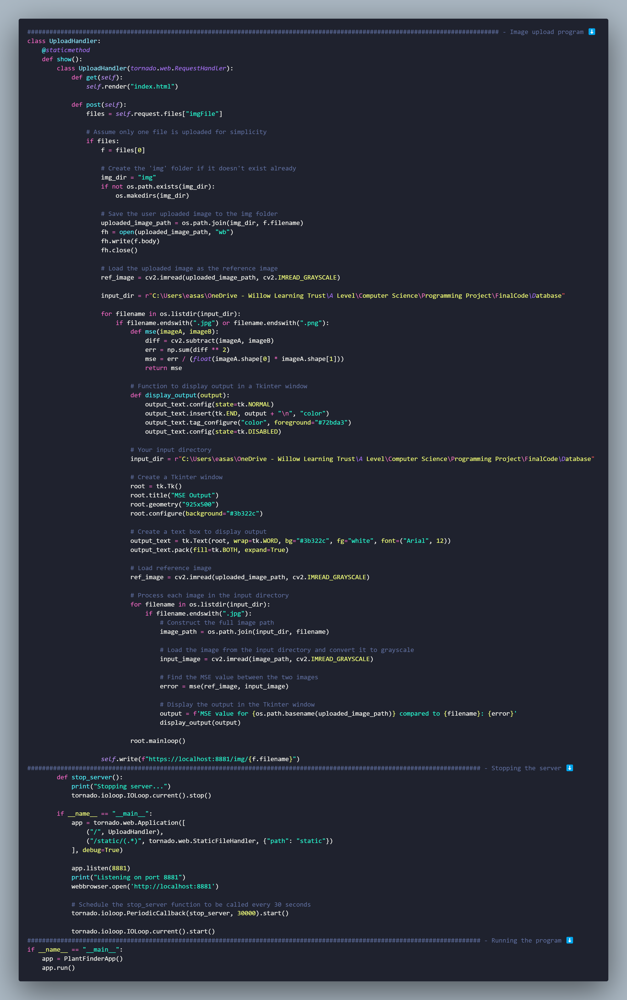 ################################################################################################################################ - Image upload program ⬇
class UploadHandler:
    @staticmethod
    def show():
        class UploadHandler(tornado.web.RequestHandler):
            def get(self):
                self.render("index.html")

            def post(self):
                files = self.request.files["imgFile"]

                # Assume only one file is uploaded for simplicity
                if files:
                    f = files[0]

                    # Create the 'img' folder if it doesn't exist already
                    img_dir = "img"
                    if not os.path.exists(img_dir):
                        os.makedirs(img_dir)

                    # Save the user uploaded image to the img folder
                    uploaded_image_path = os.path.join(img_dir, f.filename)
                    fh = open(uploaded_image_path, "wb")
                    fh.write(f.body)
                    fh.close()

                    # Load the uploaded image as the reference image
                    ref_image = cv2.imread(uploaded_image_path, cv2.IMREAD_GRAYSCALE)

                    input_dir = r"C:\Users\easas\OneDrive - Willow Learning Trust\A Level\Computer Science\Programming Project\FinalCode\Database"

                    for filename in os.listdir(input_dir):
                        if filename.endswith(".jpg") or filename.endswith(".png"):
                            def mse(imageA, imageB):
                                diff = cv2.subtract(imageA, imageB)
                                err = np.sum(diff ** 2)
                                mse = err / (float(imageA.shape[0] * imageA.shape[1]))
                                return mse

                            # Function to display output in a Tkinter window
                            def display_output(output):
                                output_text.config(state=tk.NORMAL)
                                output_text.insert(tk.END, output + "\n", "color")
                                output_text.tag_configure("color", foreground="#72bda3")
                                output_text.config(state=tk.DISABLED)

                            # Your input directory
                            input_dir = r"C:\Users\easas\OneDrive - Willow Learning Trust\A Level\Computer Science\Programming Project\FinalCode\Database"

                            # Create a Tkinter window
                            root = tk.Tk()
                            root.title("MSE Output")
                            root.geometry("925x500")
                            root.configure(background="#3b322c")

                            # Create a text box to display output
                            output_text = tk.Text(root, wrap=tk.WORD, bg="#3b322c", fg="white", font=("Arial", 12))
                            output_text.pack(fill=tk.BOTH, expand=True)

                            # Load reference image
                            ref_image = cv2.imread(uploaded_image_path, cv2.IMREAD_GRAYSCALE)

                            # Process each image in the input directory
                            for filename in os.listdir(input_dir):
                                if filename.endswith(".jpg"):
                                    # Construct the full image path
                                    image_path = os.path.join(input_dir, filename)

                                    # Load the image from the input directory and convert it to grayscale
                                    input_image = cv2.imread(image_path, cv2.IMREAD_GRAYSCALE)

                                    # Find the MSE value between the two images
                                    error = mse(ref_image, input_image)

                                    # Display the output in the Tkinter window
                                    output = f'MSE value for {os.path.basename(uploaded_image_path)} compared to {filename}: {error}'
                                    display_output(output)

                            root.mainloop()

                    self.write(f"https://localhost:8881/img/{f.filename}")
########################################################################################################################### - Stopping the server ⬇
        def stop_server():
            print("Stopping server...")
            tornado.ioloop.IOLoop.current().stop()

        if __name__ == "__main__":
            app = tornado.web.Application([
                ("/", UploadHandler),
                ("/static/(.*)", tornado.web.StaticFileHandler, {"path": "static"})
            ], debug=True)

            app.listen(8881)
            print("Listening on port 8881")
            webbrowser.open('http://localhost:8881')

            # Schedule the stop_server function to be called every 30 seconds
            tornado.ioloop.PeriodicCallback(stop_server, 30000).start()

            tornado.ioloop.IOLoop.current().start()
########################################################################################################################### - Running the program ⬇
if __name__ == "__main__":
    app = PlantFinderApp()
    app.run()